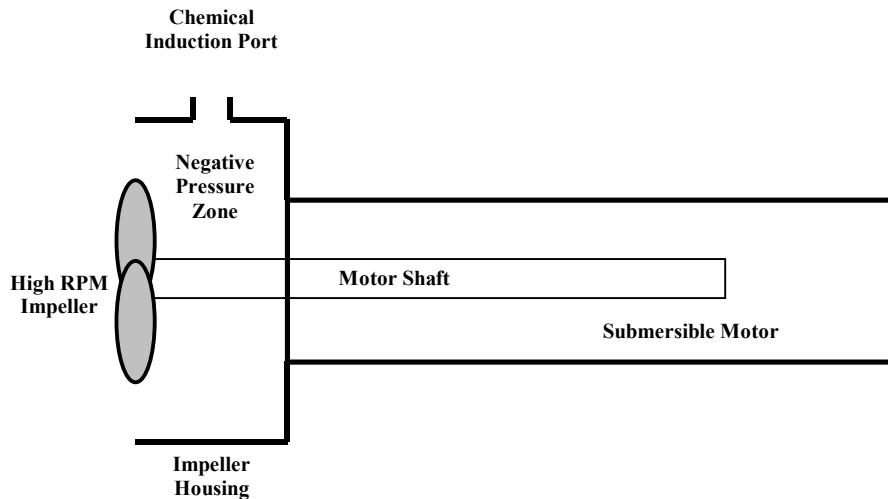 Chemical
Induction Port
Negative
Pressure
Zone
High RPM
Impeller
Motor Shaft
Submersible Motor
Impeller
Housing